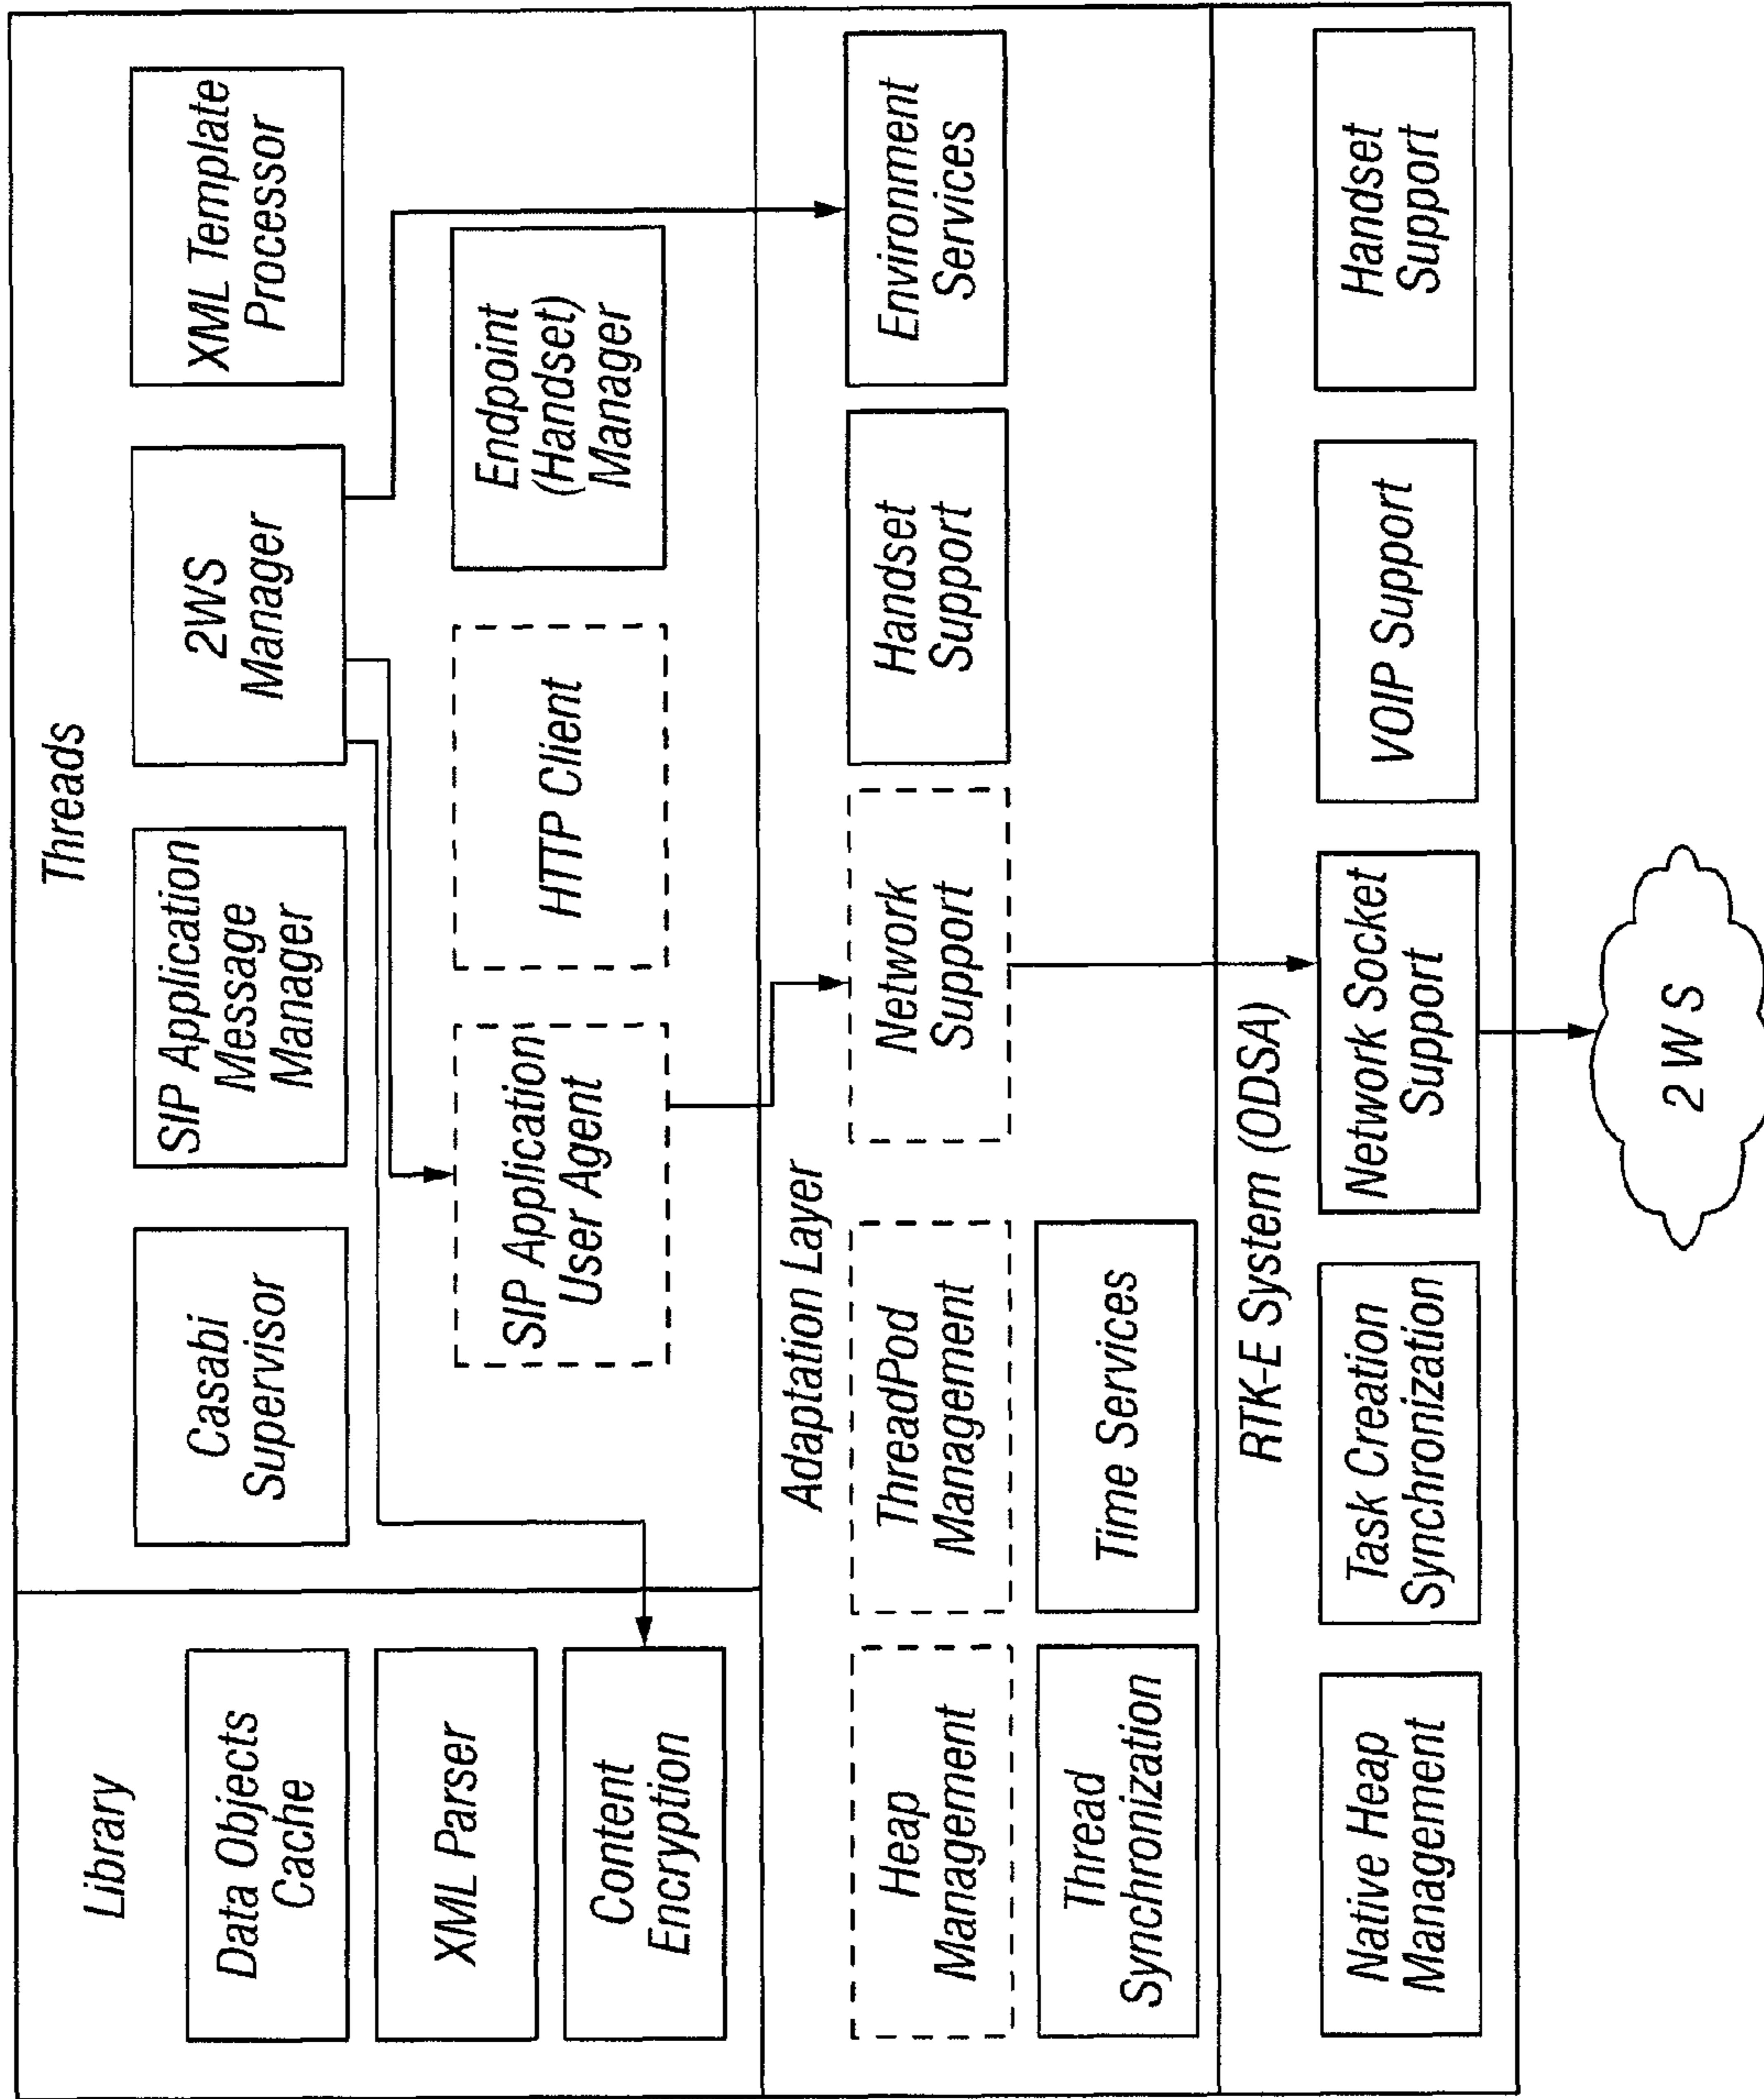 Library
Data Objects
Cache
XML Parser
Content
Encryption
Threads
Casabi
Supervisor
SIP Application
Message
Manager
2WS
Manager
XML Template
Processor
SIP Application
User Agent
HTTP Client
Endpoint
(Handset)
Manager
Adaptation Layer
Heap
Management
ThreadPod
Management
Network
Support
Handset
Support
Environment
Services
Thread
Synchronization
Time Services
RTK-E System (ODSA)
Native Heap
Management
Task Creation
Synchronization
Network Socket
Support
VOIP Support
Handset
Support
2 W S